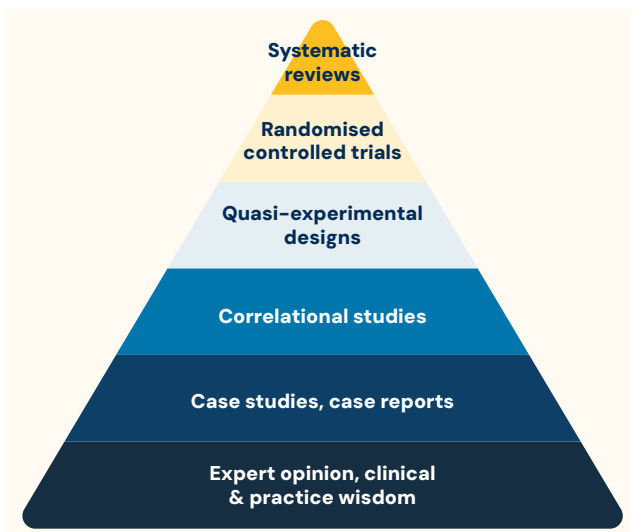 Systematic
reviews
Randomised
controlled trials
Quasi-experimental
designs
Correlational studies
Case studies, case reports
Expert opinion, clinical
& practice wisdom